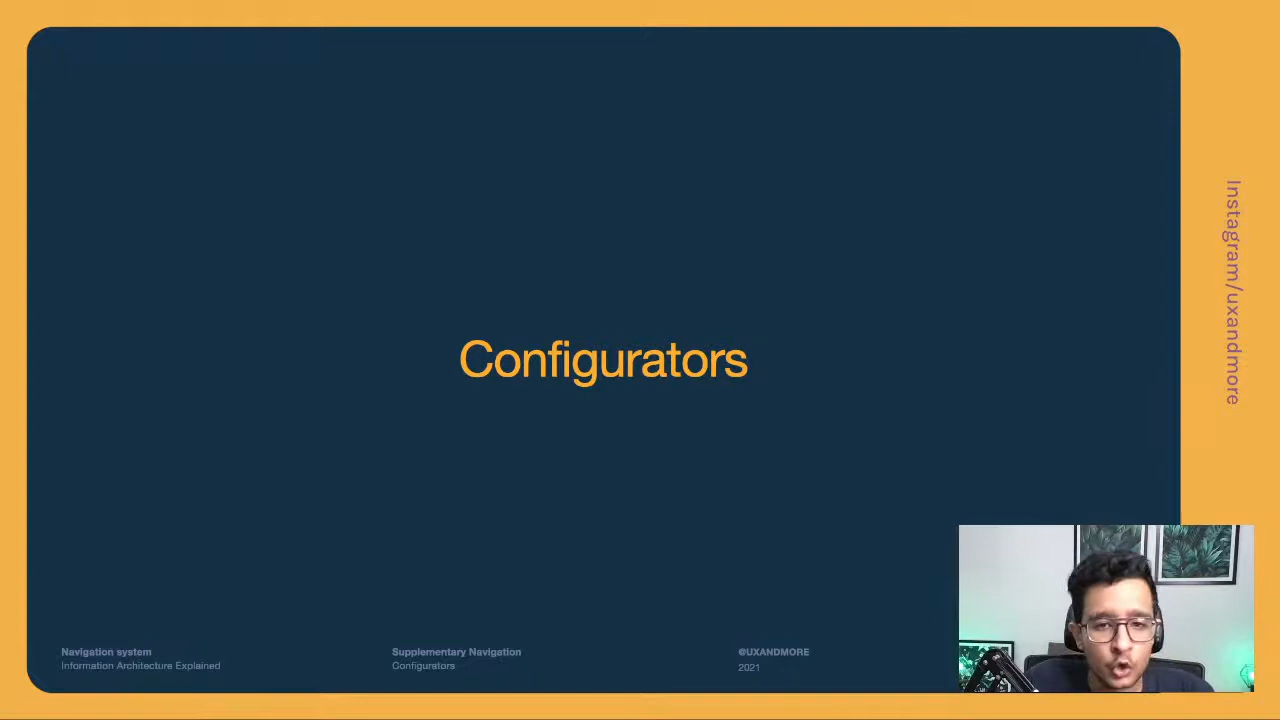 Configurators
Instagram/uxandmore
Navigation system
Information Architecture Explained
Supplementary Navigation
Configurators
@UXANDMORE
2021